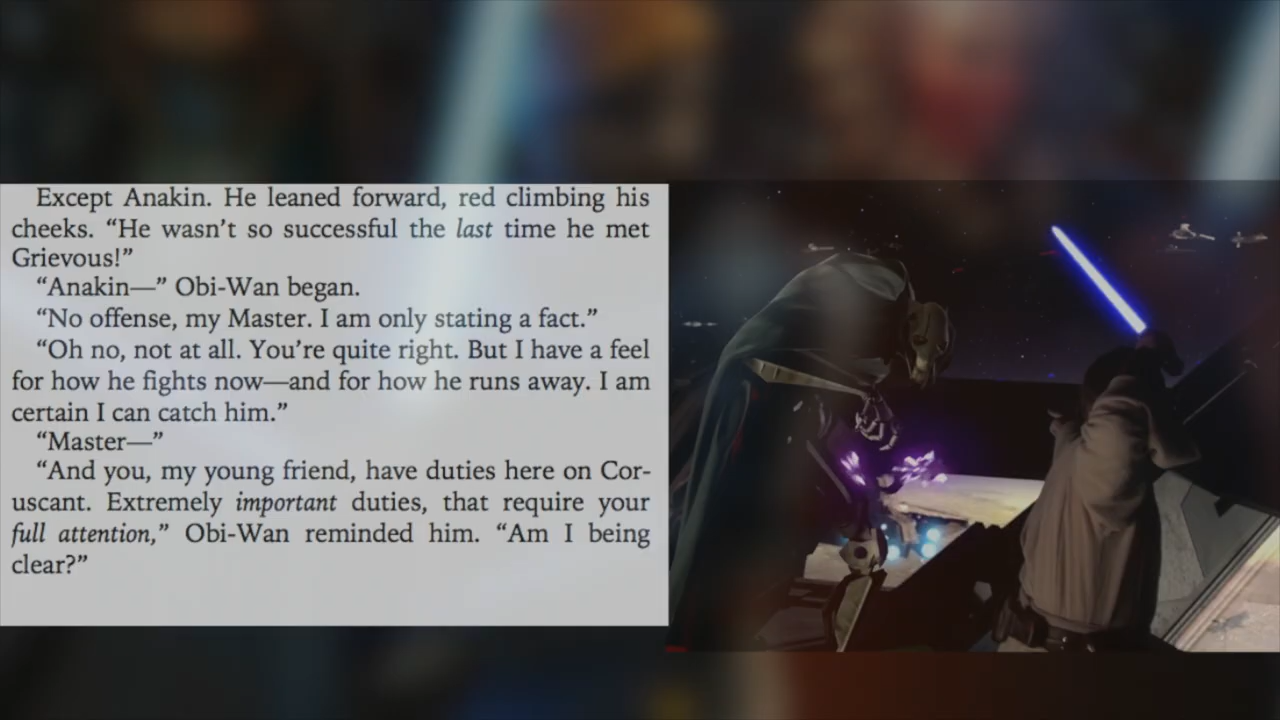 Except Anakin. He leaned forward, red climbing his
cheeks. “He wasn’t so successful the last time he met
Grievous!”
“Anakin—” Obi-Wan began.
“No offense, my Master. I am only stating a fact.”
“Oh no, not at all. You’re quite right. But I have a feel
for how he fights now—and for how he runs away. I am
certain I can catch him.”
“Master—”
“And you, my young friend, have duties here on Cor-
uscant. Extremely important duties, that require your
full attention,” Obi-Wan reminded him. “Am I being
clear?”